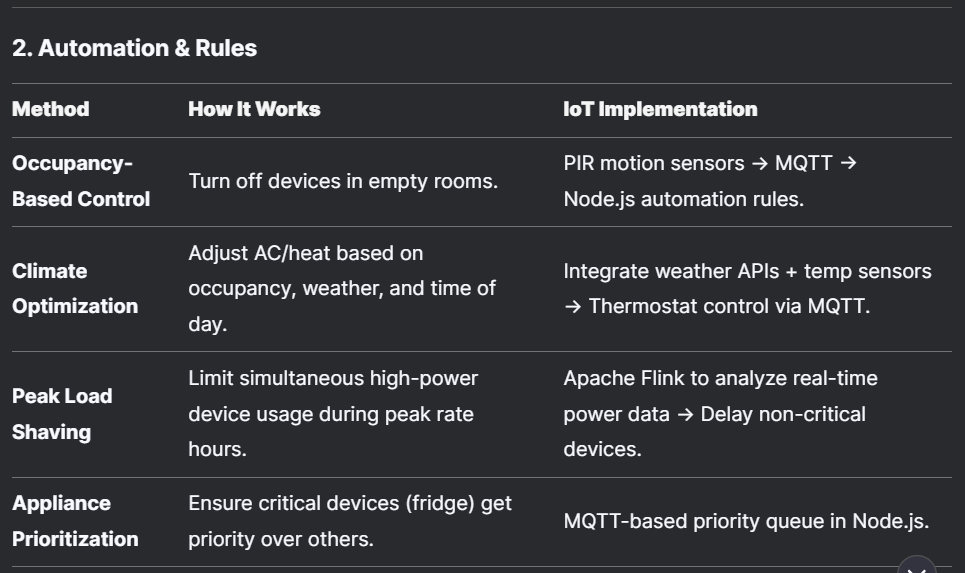 2. Automation & Rules
Method How It Works IoT Implementation
Occupancy-
Based Control
Turn off devices in empty rooms.
PIR motion sensors → MQTT →
Node.js automation rules.
Climate
Optimization
Adjust AC/heat based on
occupancy, weather, and time of
day.
Integrate weather APIs + temp sensors
→ Thermostat control via MQTT.
Peak Load
Shaving
Limit simultaneous high-power
device usage during peak rate
hours.
Apache Flink to analyze real-time
power data → Delay non-critical
devices.
Appliance
Prioritization
Ensure critical devices (fridge) get
priority over others.
MQTT-based priority queue in Node.js.